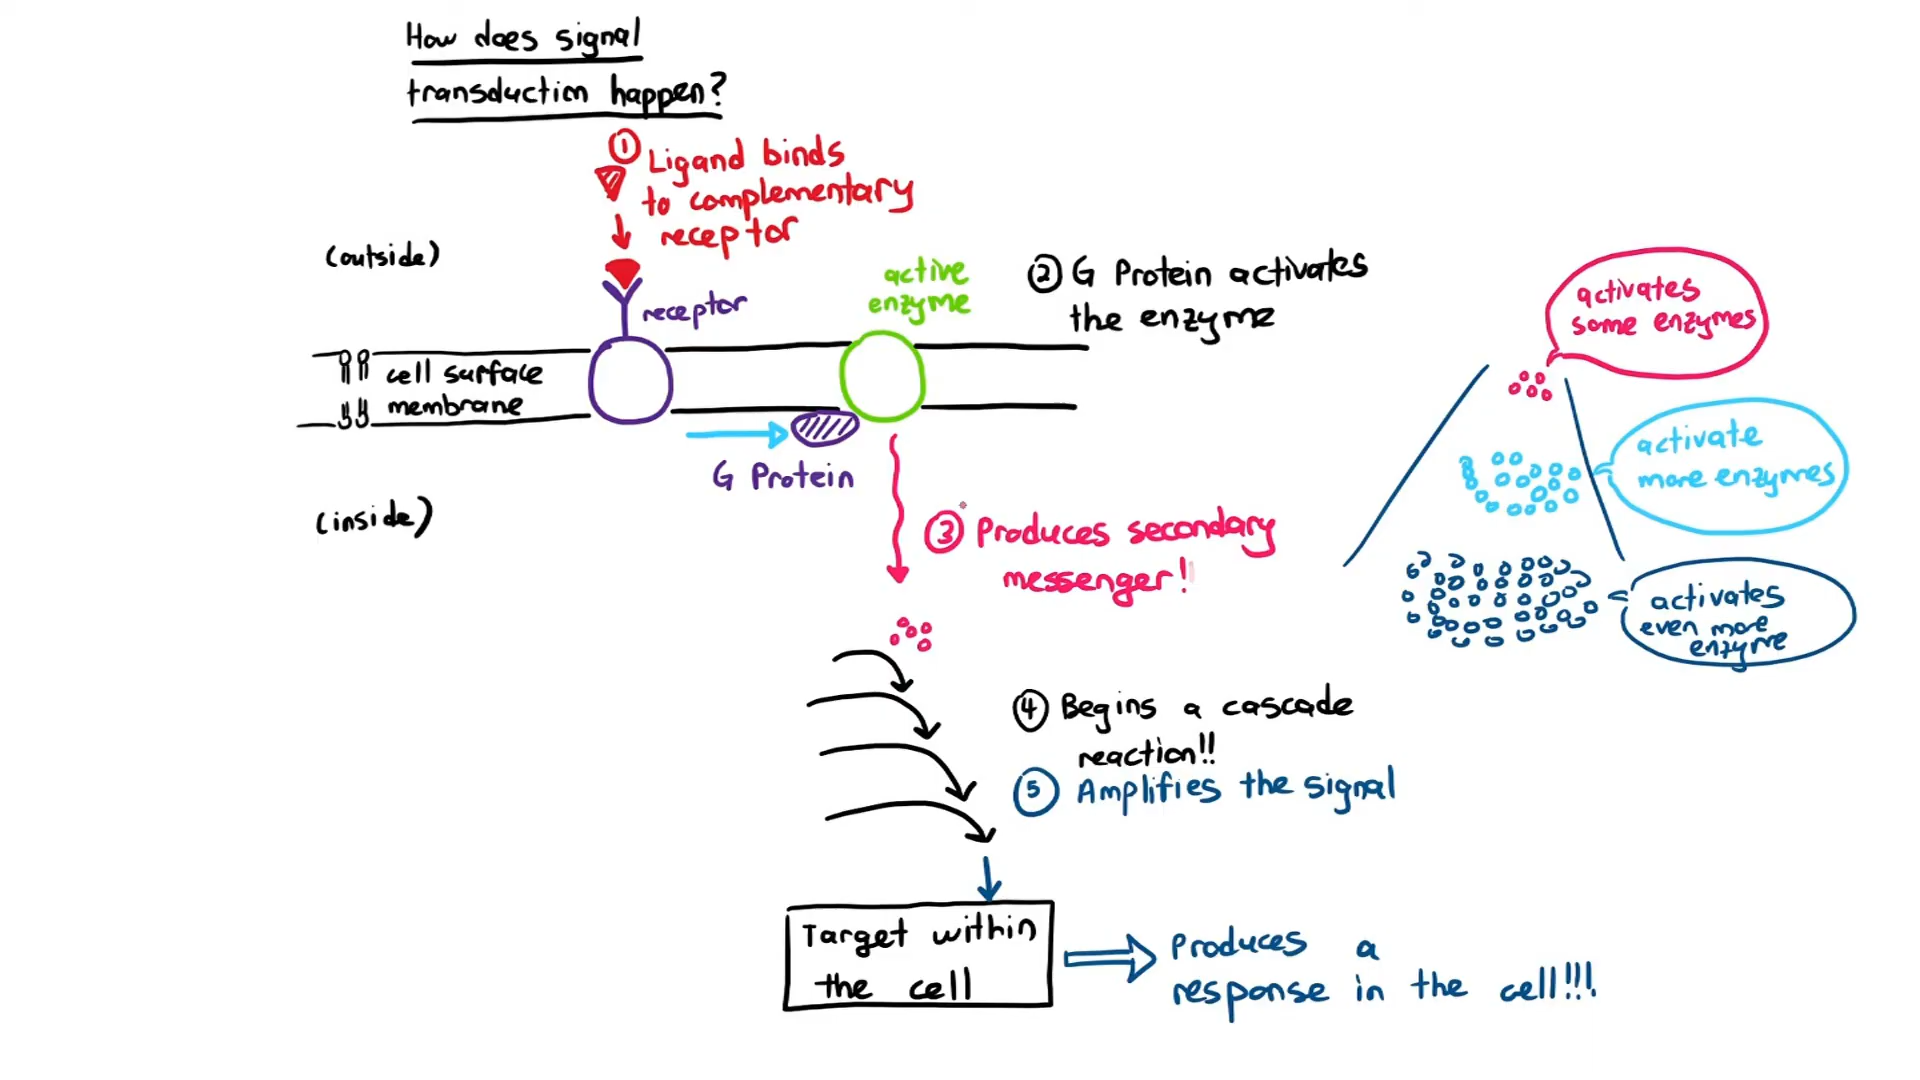 How does signal
transduction happen?
① Ligand binds
to complementary
receptor
(outside)
receptor
active
enzyme
② G Protein activates
the enzyme
activates
some enzymes
cell surface
membrane
G Protein
(inside)
activate
more enzymes
③ Produces secondary
messenger!
activates
even more
enzyme
④ Begins a cascade
reaction!!
⑤ Amplifies the signal
Target within
the cell
Produces a
response in the cell!!!